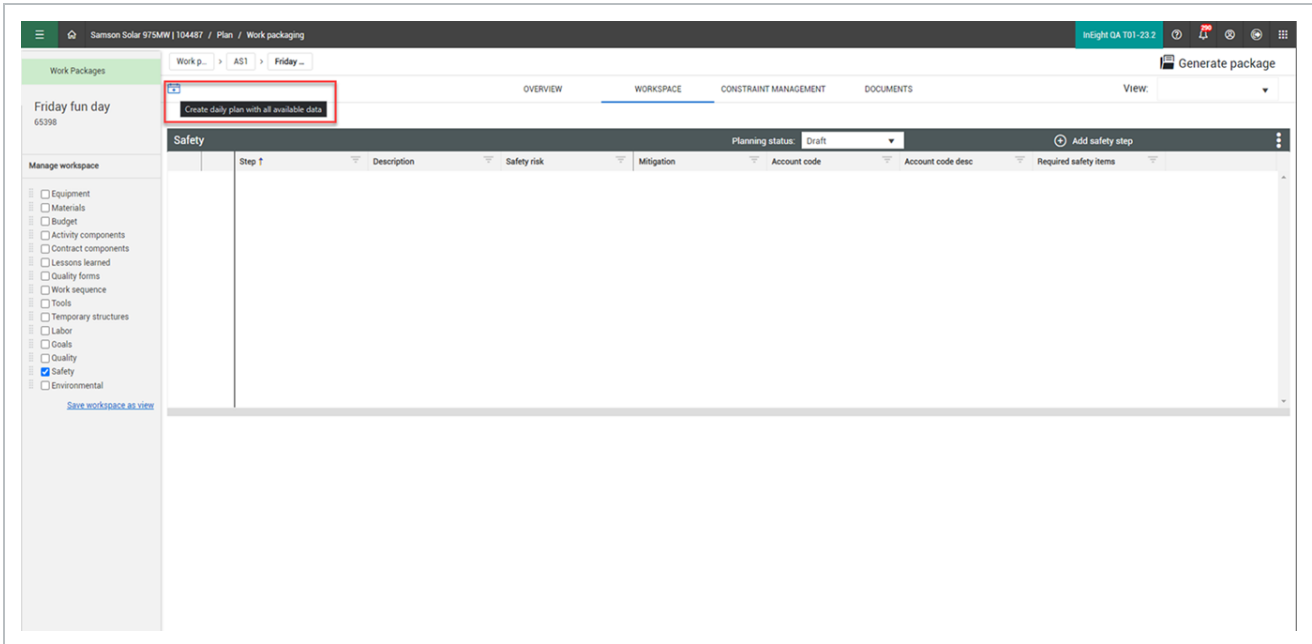 Samson Solar 975MW | 104487 / Plan / Work packaging
InEight QA T01-23.2
290
Work Packages
Work p... > AS1 > Friday ...
Generate package
Create daily plan with all available data
OVERVIEW WORKSPACE CONSTRAINT MANAGEMENT DOCUMENTS
View:
Friday fun day
65398
Safety Planning status: Draft Add safety step
Manage workspace
Step ↑ Description Safety risk Mitigation Account code Account code desc Required safety items
Equipment
Materials
Budget
Activity components
Contract components
Lessons learned
Quality forms
Work sequence
Tools
Temporary structures
Labor
Goals
Quality
Safety
Environmental
Save workspace as view